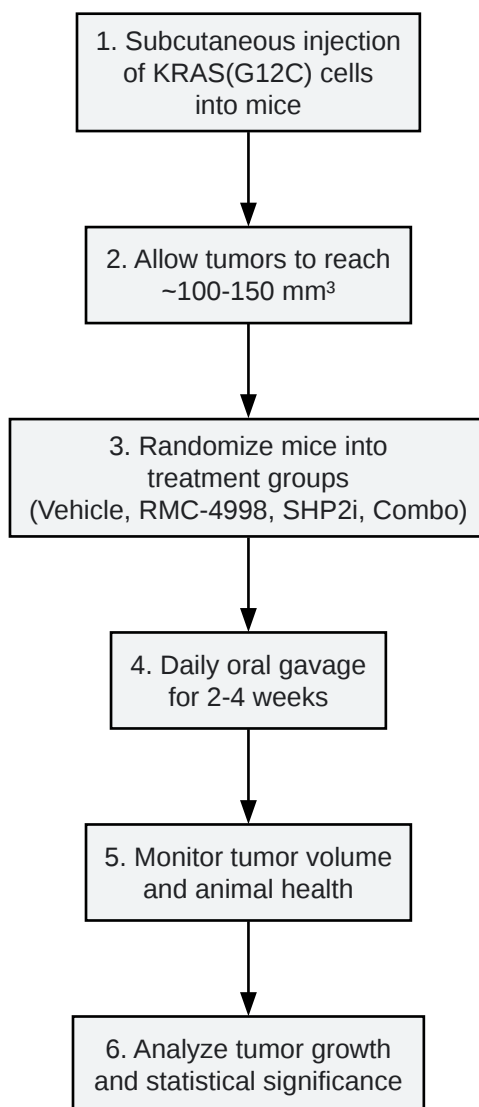 1. Subcutaneous injection
of KRAS(G12C) cells
into mice
2. Allow tumors to reach
~100-150 mm³
3. Randomize mice into
treatment groups
(Vehicle, RMC-4998, SHP2i, Combo)
4. Daily oral gavage
for 2-4 weeks
5. Monitor tumor volume
and animal health
6. Analyze tumor growth
and statistical significance